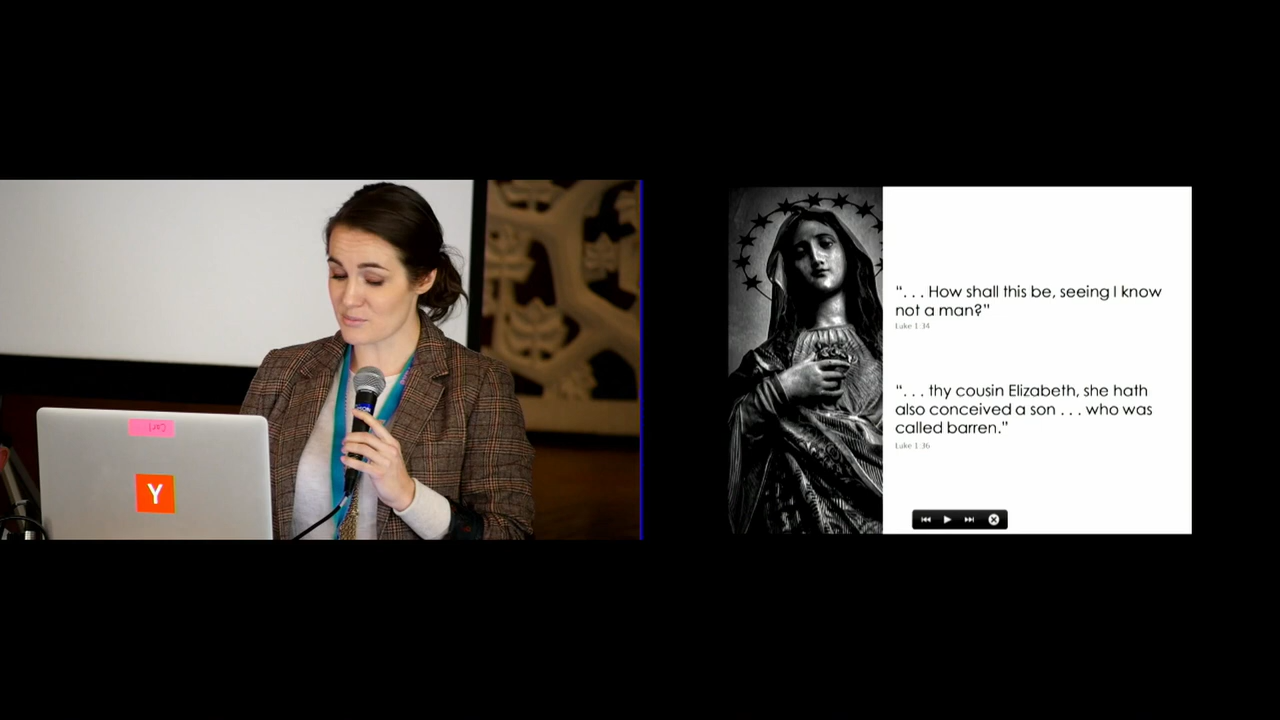 Y
“. . . How shall this be, seeing I know
not a man?”
Luke 1:34
“. . . thy cousin Elizabeth, she hath
also conceived a son . . . who was
called barren.”
Luke 1:36